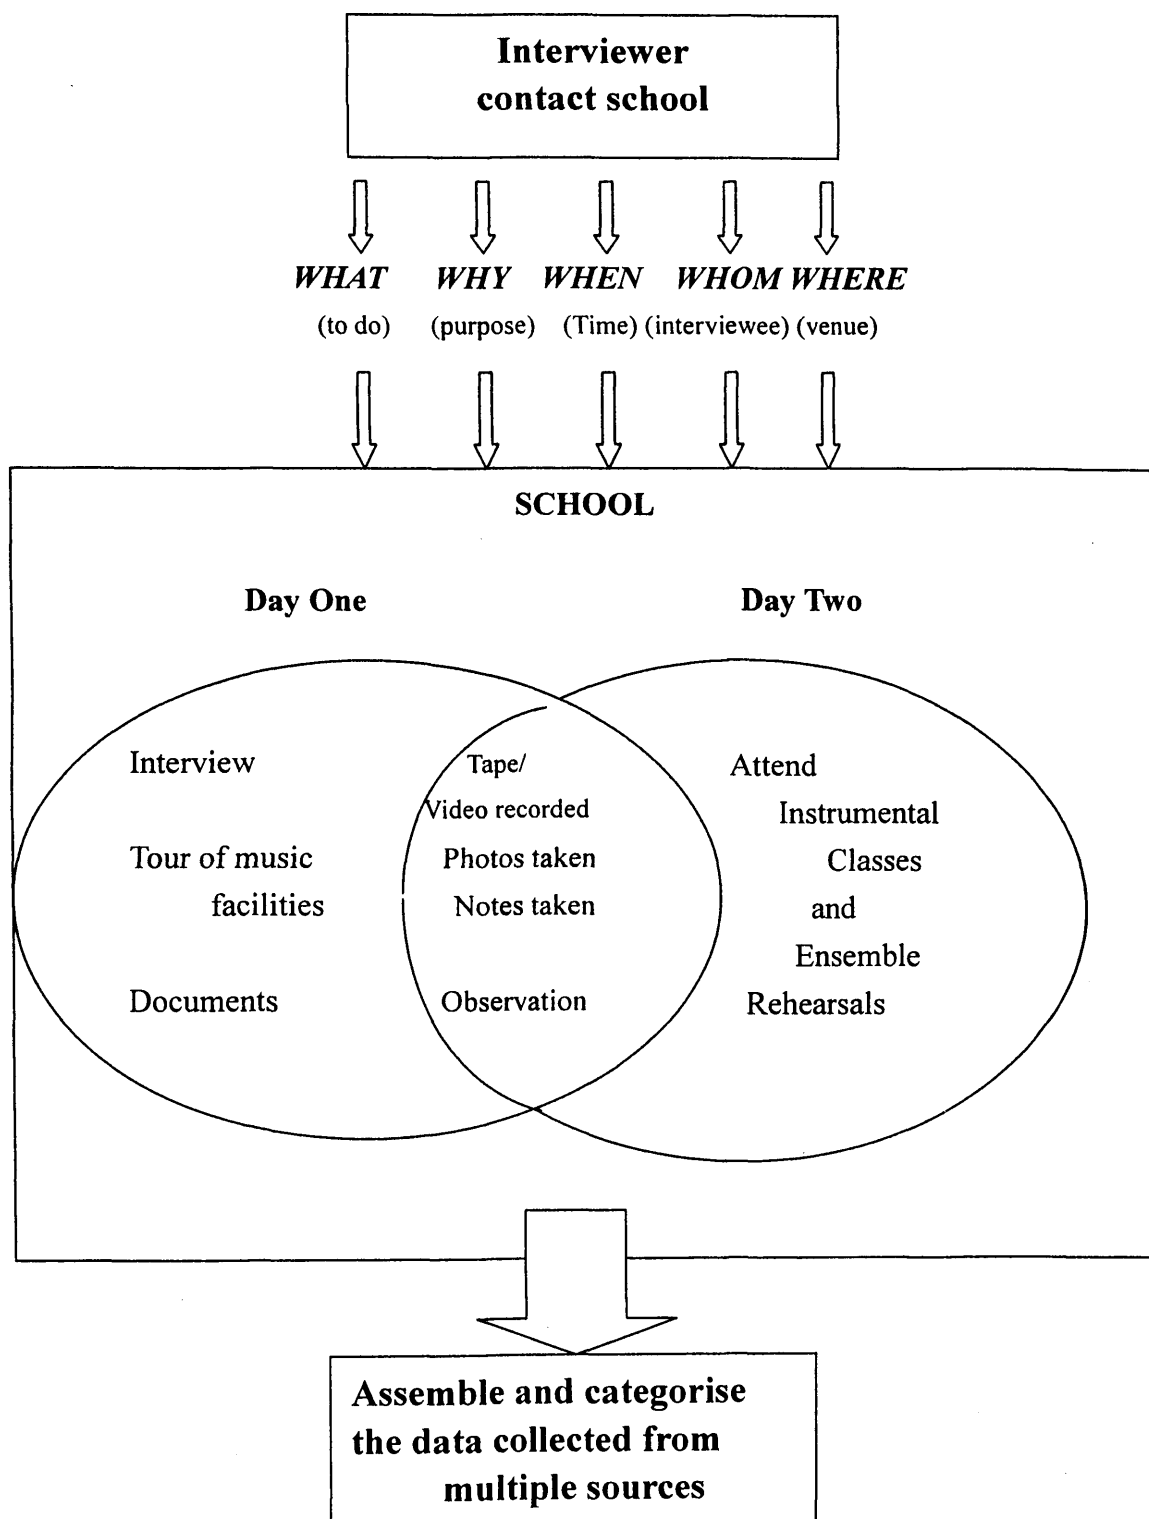 Interviewer
contact school
WHAT WHY WHEN WHOM WHERE
(to do) (purpose) (Time) (interviewee) (venue)
SCHOOL
Day One Day Two
Interview
Tour of music
facilities
Documents
Tape/
Video recorded
Photos taken
Notes taken
Observation
Attend
Instrumental
Classes
and
Ensemble
Rehearsals
Assemble and categorise
the data collected from
multiple sources